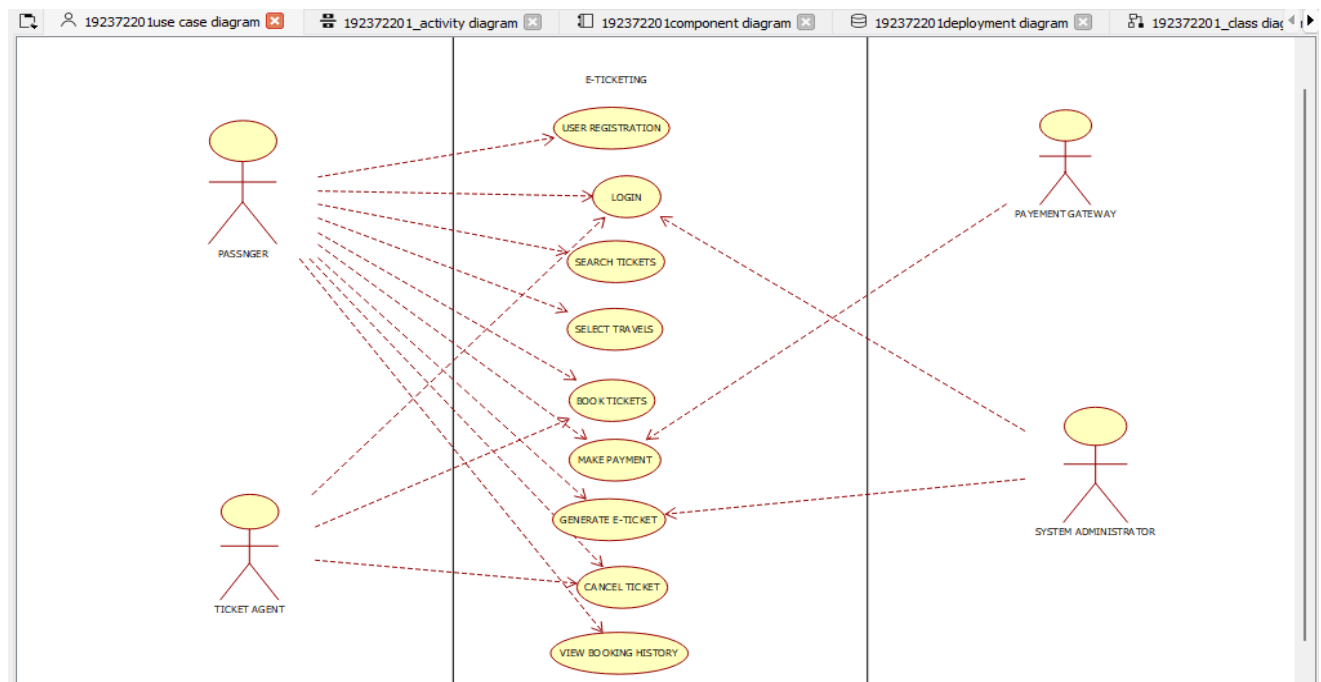 192372201use case diagram
192372201_activity diagram
192372201component diagram
192372201deployment diagram
192372201_class diag
E-TICKETING
USER REGISTRATION
LOGIN
PAYEMENT GATEWAY
PASSNGER
SEARCH TICKETS
SELECT TRAVELS
BOOK TICKETS
MAKE PAYMENT
GENERATE E-TICKET
SYSTEM ADMINISTRATOR
CANCEL TICKET
TICKET AGENT
VIEW BOOKING HISTORY